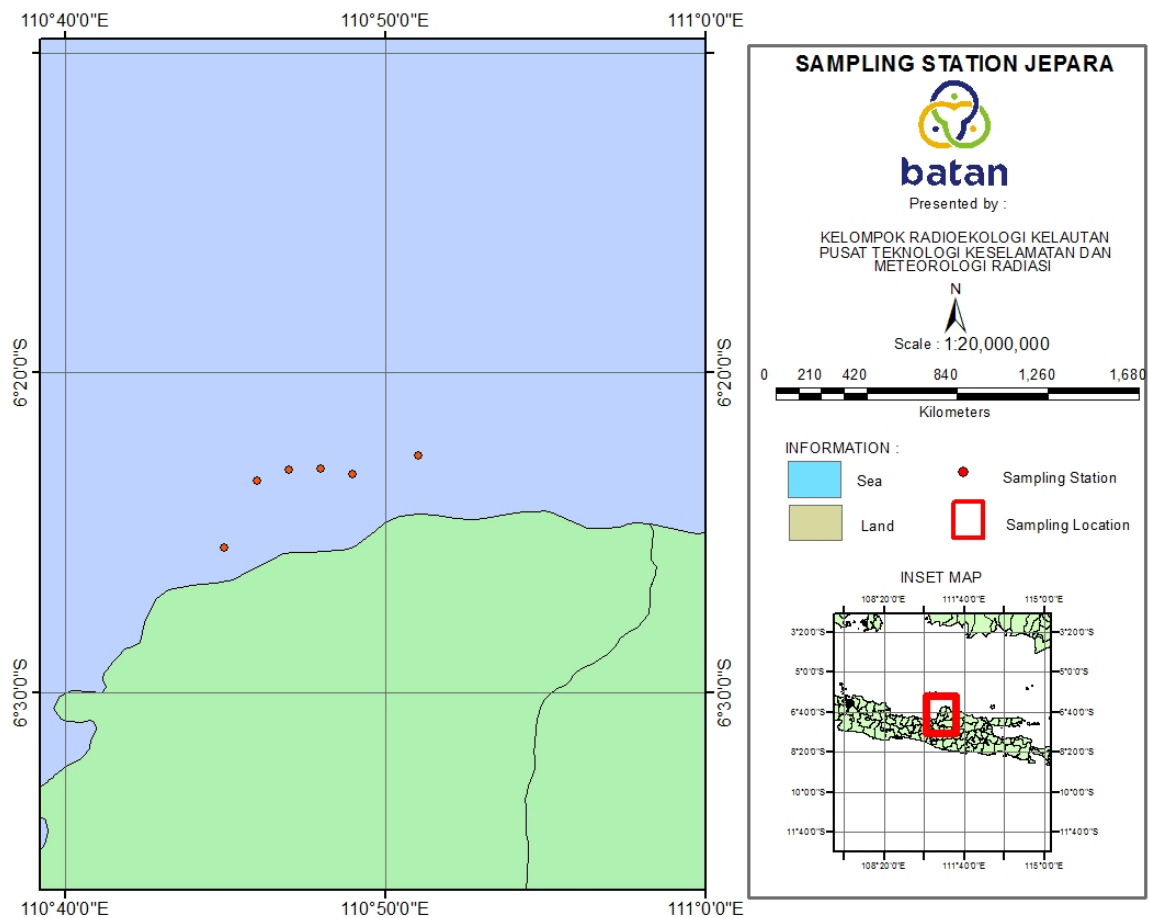 110°40'0"E 110°50'0"E 111°0'0"E
6°20'0"S
6°30'0"S
6°20'0"S
6°30'0"S
110°40'0"E 110°50'0"E 111°0'0"E
SAMPLING STATION JEPARA
batan
Presented by :
KELOMPOK RADIOEKOLOGI KELAUTAN
PUSAT TEKNOLOGI KESELAMATAN DAN
METEOROLOGI RADIASI
N
Scale : 1:20,000,000
0 210 420 840 1,260 1,680
Kilometers
INFORMATION :
Sea Sampling Station
Land Sampling Location
INSET MAP
108°20'0"E 111°40'0"E 115°0'0"E
3°20'0"S 3°20'0"S
5°0'0"S 5°0'0"S
6°40'0"S 6°40'0"S
8°20'0"S 8°20'0"S
10°0'0"S 10°0'0"S
11°40'0"S 11°40'0"S
108°20'0"E 111°40'0"E 115°0'0"E